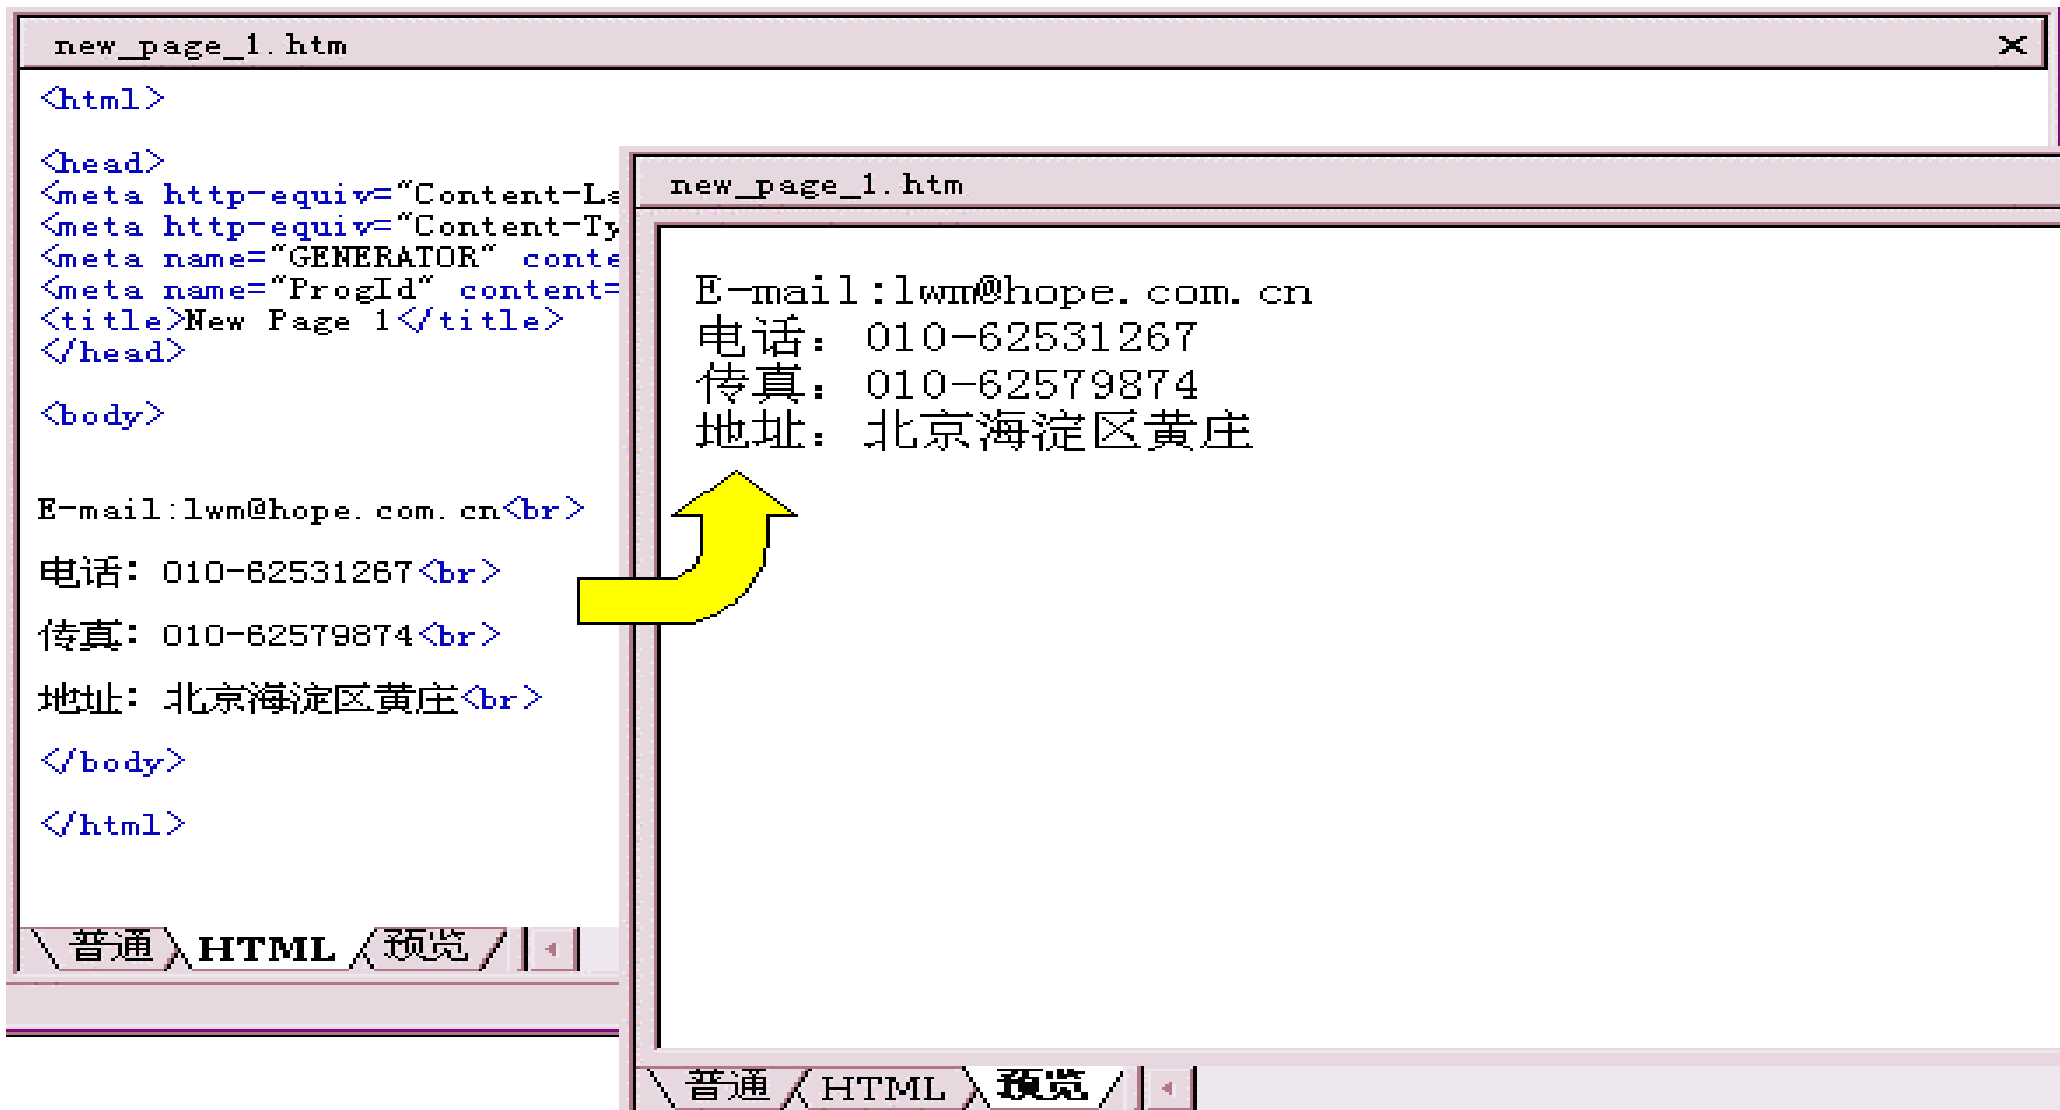 new_page_1.htm
<html>
<head>
<meta http-equiv="Content-La
<meta http-equiv="Content-Ty
<meta name="GENERATOR" conte
<meta name="ProgId" content=
<title>New Page 1</title>
</head>
<body>
E-mail:lwm@hope.com.cn<br>
电话：010-62531267<br>
传真：010-62579874<br>
地址：北京海淀区黄庄<br>
</body>
</html>
普通 HTML 预览
new_page_1.htm
E-mail:lwm@hope.com.cn
电话：010-62531267
传真：010-62579874
地址：北京海淀区黄庄
普通 HTML 预览